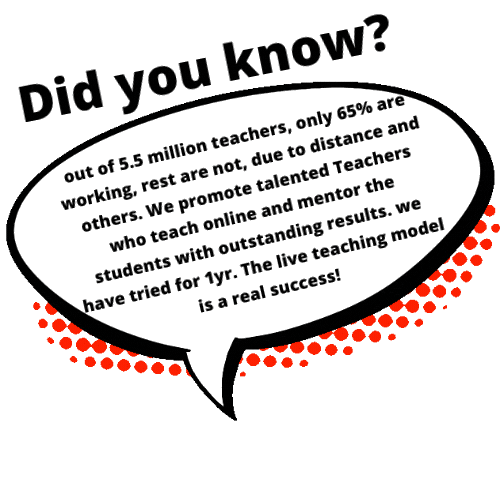 Did you know?
out of 5.5 million teachers, only 65% are
working, rest are not, due to distance and
others. We promote talented Teachers
who teach online and mentor the
students with outstanding results. we
have tried for 1yr. The live teaching model
is a real success!